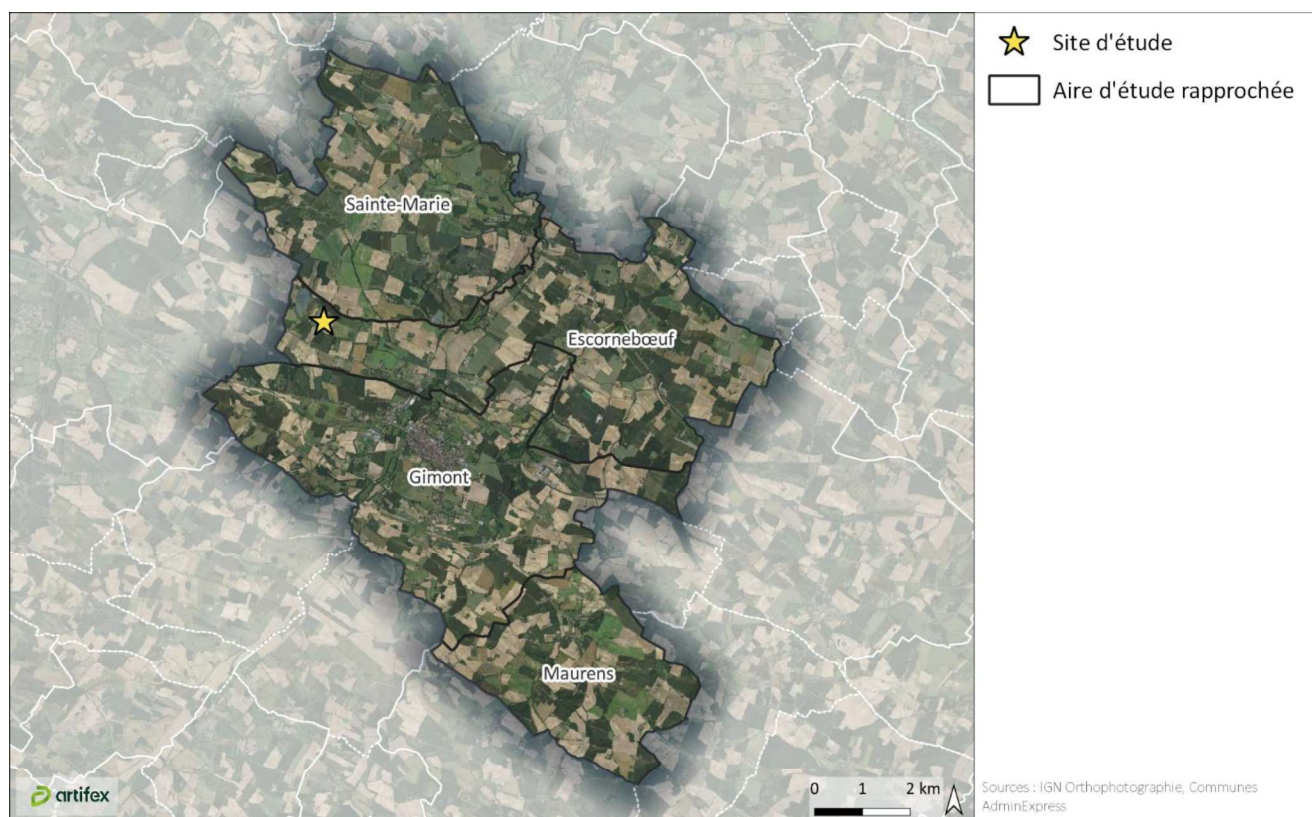 Site d'étude
Aire d'étude rapprochée
Sainte-Marie
Escornebœuf
Gimont
Maurens
artifex
0 1 2 km
Sources : IGN Orthophotographie, Communes
AdminExpress